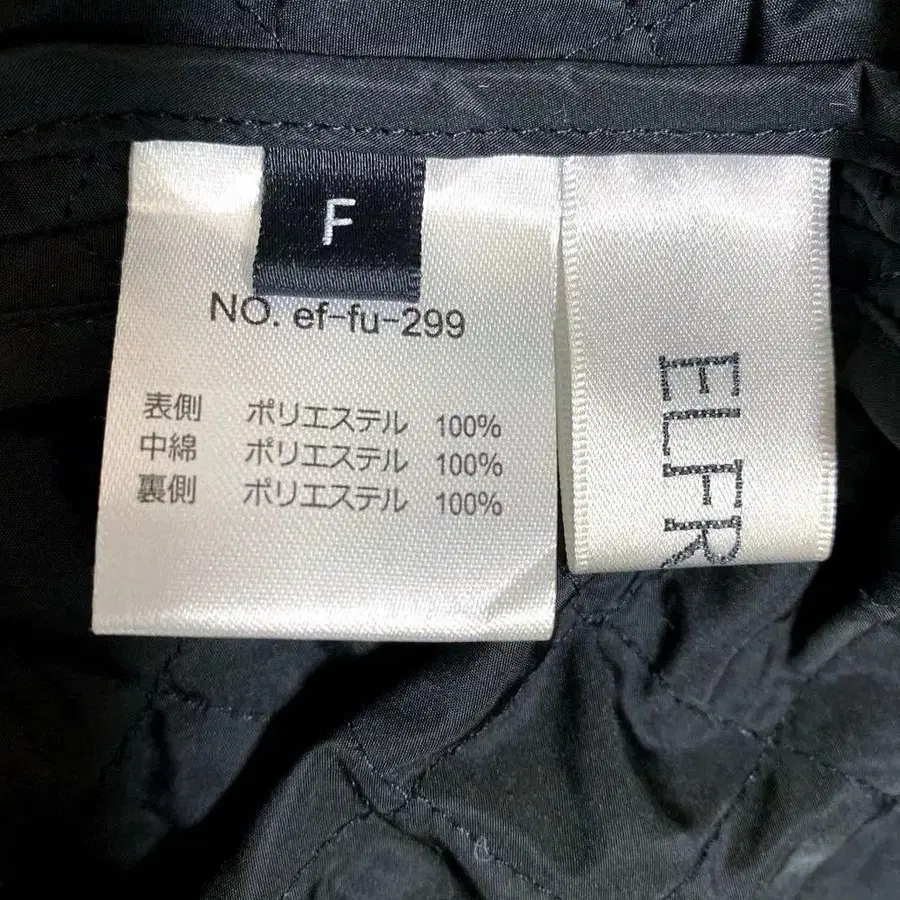 F
NO. ef-fu-299
表側 ポリエステル 100%
中綿 ポリエステル 100%
裏側 ポリエステル 100%
ELFR